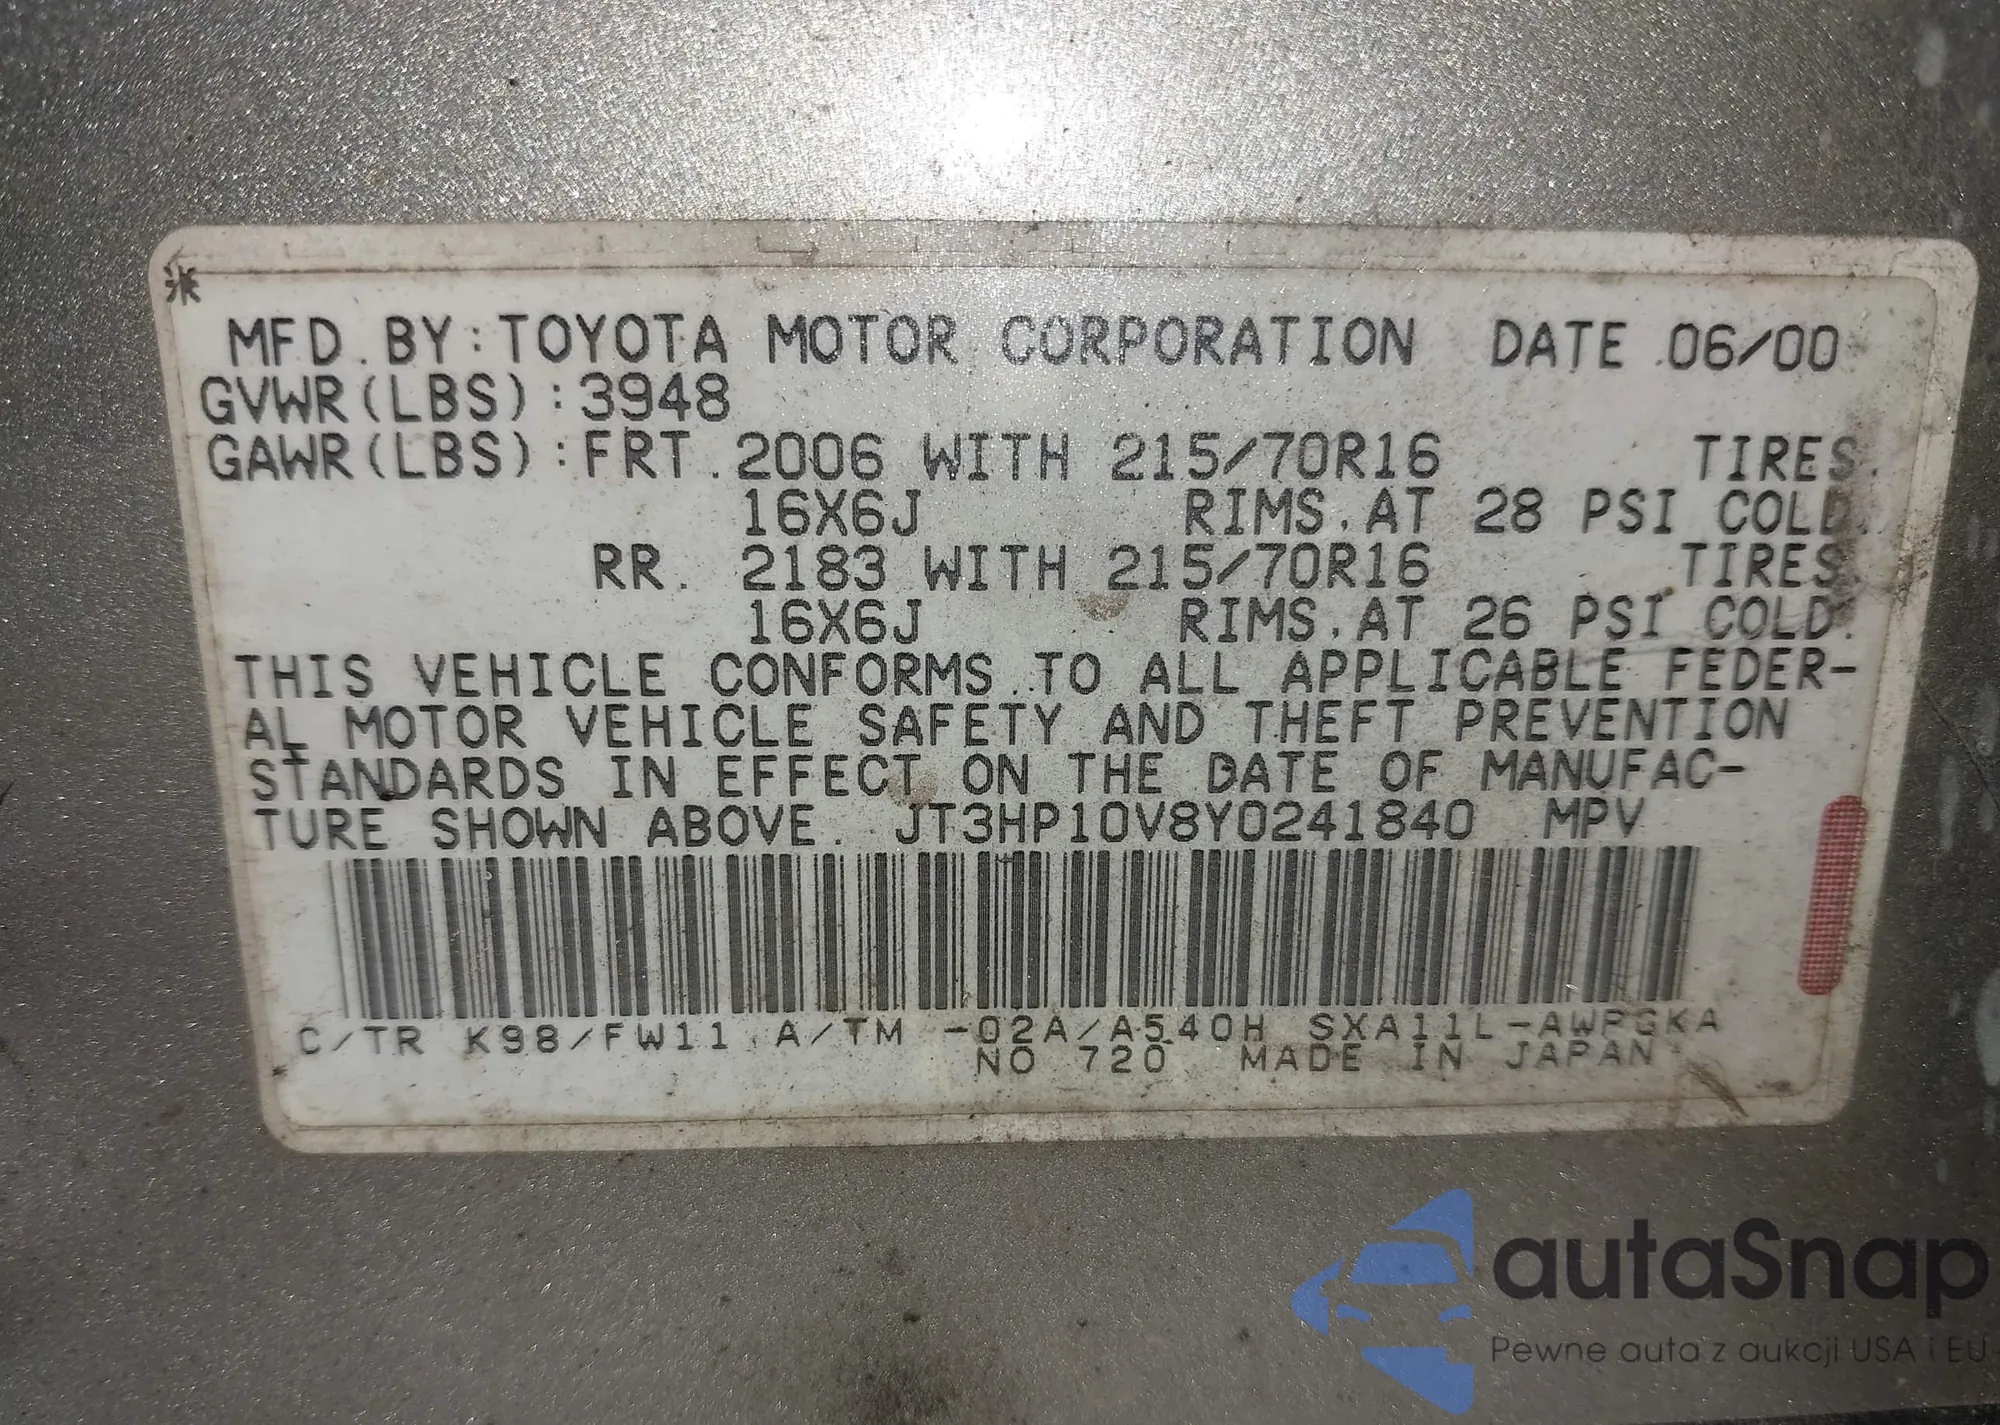 MFD. BY: TOYOTA MOTOR CORPORATION DATE 06/00
GVWR(LBS):3948
GAWR(LBS):FRT. 2006 WITH 215/70R16 TIRES.
16X6J RIMS. AT 28 PSI COLD.
RR. 2183 WITH 215/70R16 TIRES.
16X6J RIMS. AT 26 PSI COLD.
THIS VEHICLE CONFORMS TO ALL APPLICABLE FEDER-
AL MOTOR VEHICLE SAFETY AND THEFT PREVENTION
STANDARDS IN EFFECT ON THE DATE OF MANUFAC-
TURE SHOWN ABOVE. JT3HP10V8Y0241840 MPV
C/TR K98/FW11 A/TM -02A/A540H SXA11L-AWPGKA
NO 720 MADE IN JAPAN
autaSnap
Pewne auta z aukcji USA i EU